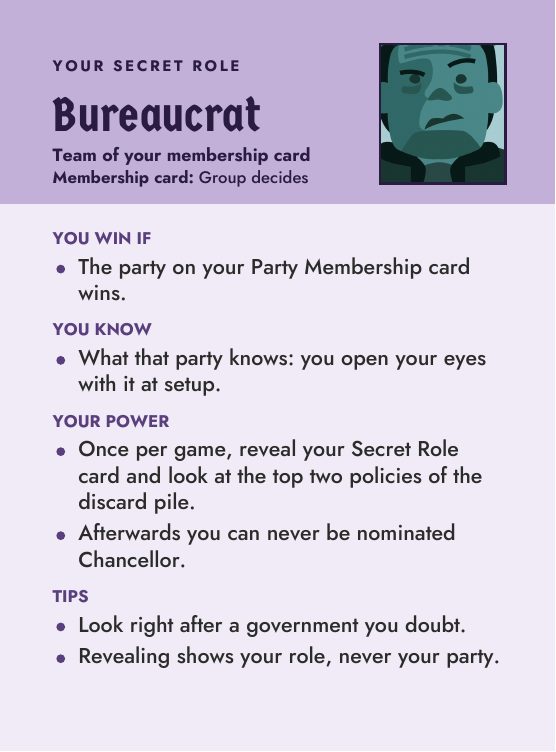 YOUR SECRET ROLE
Bureaucrat
Team of your membership card
Membership card: Group decides
YOU WIN IF
• The party on your Party Membership card
wins.
YOU KNOW
• What that party knows: you open your eyes
with it at setup.
YOUR POWER
• Once per game, reveal your Secret Role
card and look at the top two policies of the
discard pile.
• Afterwards you can never be nominated
Chancellor.
TIPS
• Look right after a government you doubt.
• Revealing shows your role, never your party.